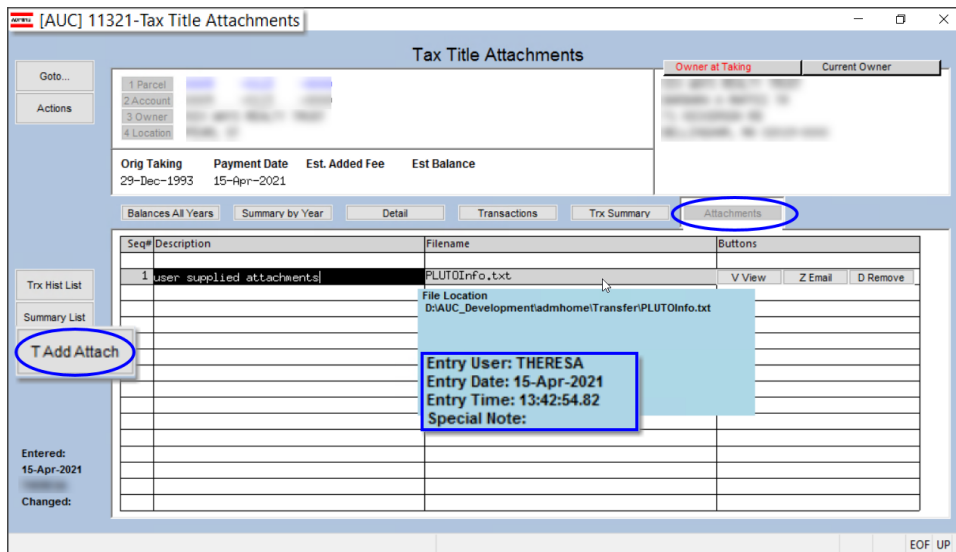 [AUC] 11321-Tax Title Attachments
Tax Title Attachments
Goto...
Actions
1 Parcel
2 Account
3 Owner
4 Location
Owner at Taking
Current Owner
Orig Taking Payment Date Est. Added Fee Est Balance
29-Dec-1993 15-Apr-2021
Balances All Years Summary by Year Detail Transactions Trx Summary Attachments
Seq# Description Filename Buttons
1 user supplied attachments PLUTOInfo.txt V View Z Email D Remove
File Location
D:\AUC_Development\admhome\Transfer\PLUTOInfo.txt
Entry User: THERESA
Entry Date: 15-Apr-2021
Entry Time: 13:42:54.82
Special Note:
Trx Hist List
Summary List
T Add Attach
Entered:
15-Apr-2021
Changed:
EOF UP